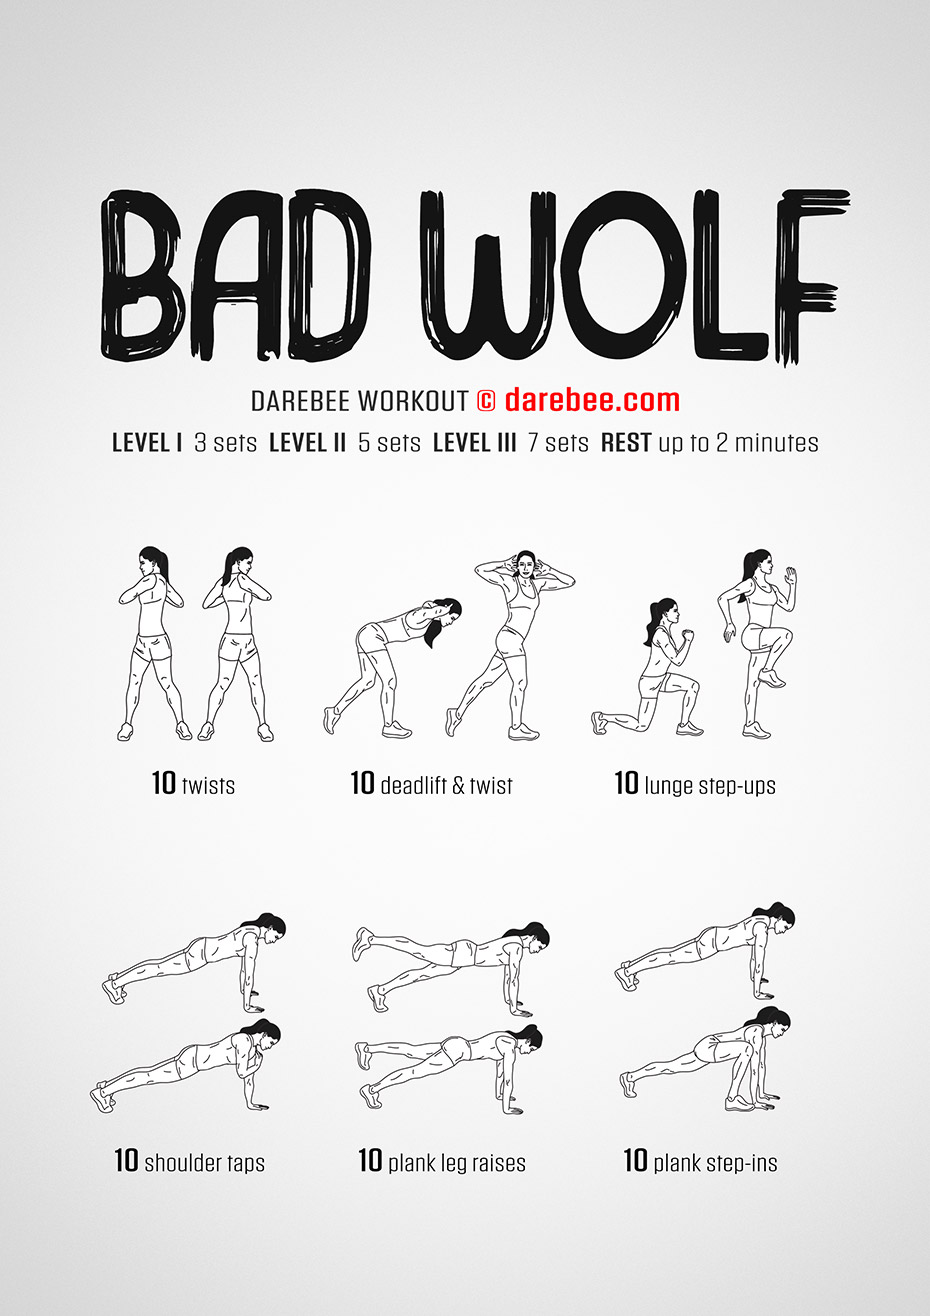 BAD WOLF
DAREBEE WORKOUT © darebee.com
LEVEL I 3 sets LEVEL II 5 sets LEVEL III 7 sets REST up to 2 minutes
10 twists
10 deadlift & twist
10 lunge step-ups
10 shoulder taps
10 plank leg raises
10 plank step-ins